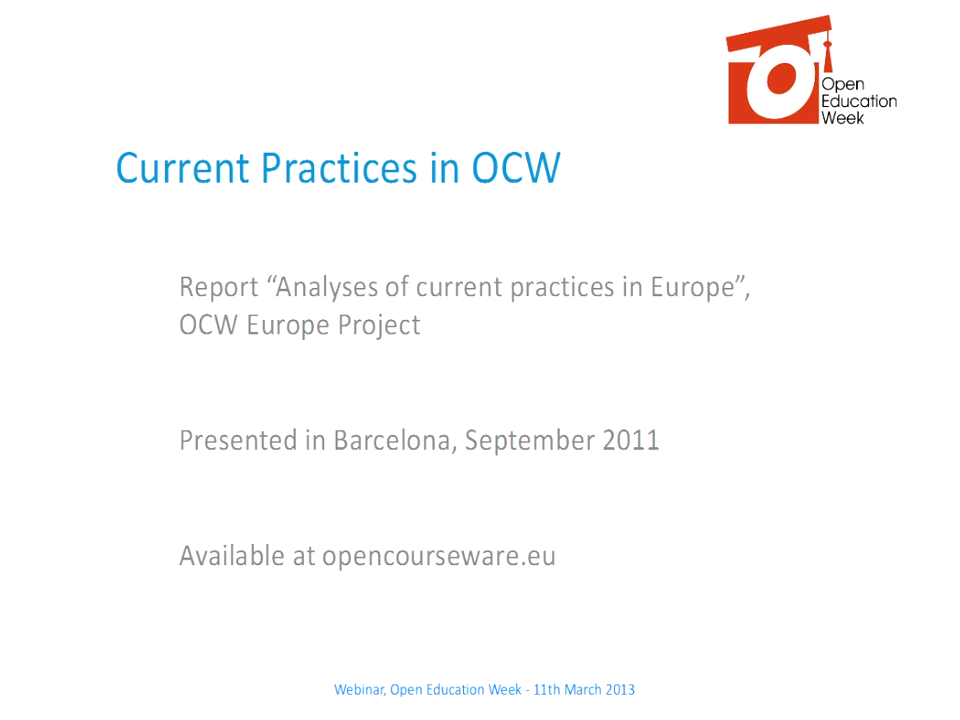 Open
Education
Week
Current Practices in OCW
Report “Analyses of current practices in Europe”,
OCW Europe Project
Presented in Barcelona, September 2011
Available at opencourseware.eu
Webinar, Open Education Week - 11th March 2013